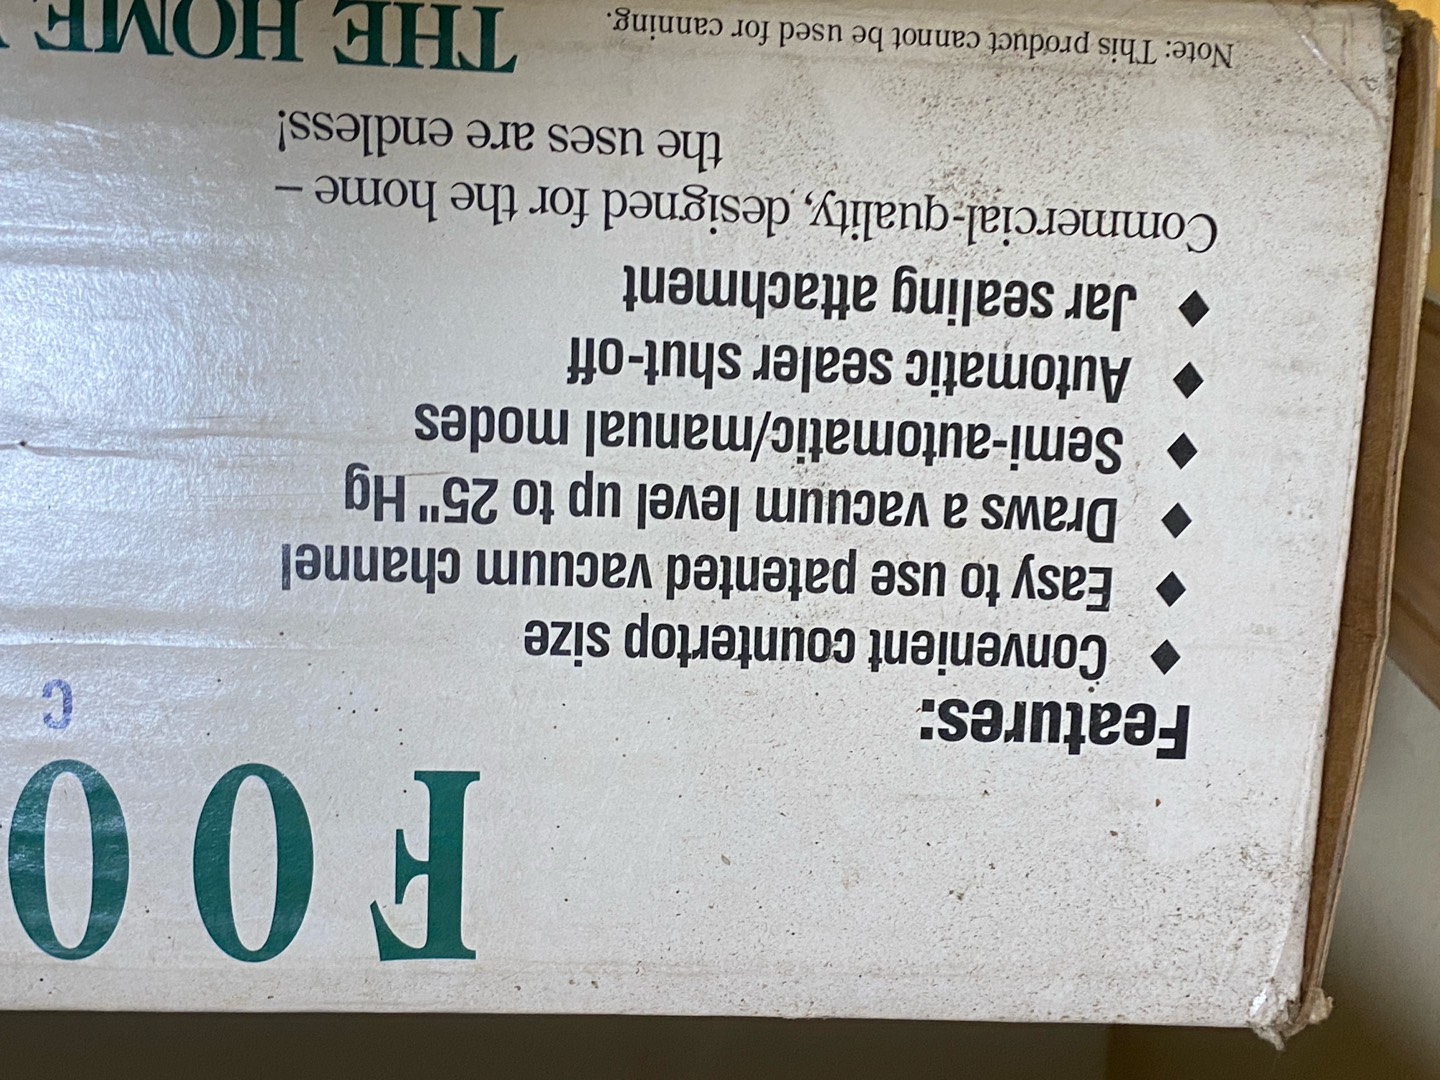 FOO
C
Features:
♦ Convenient countertop size
♦ Easy to use patented vacuum channel
♦ Draws a vacuum level up to 25" Hg
♦ Semi-automatic/manual modes
♦ Automatic sealer shut-off
♦ Jar sealing attachment
Commercial-quality, designed for the home –
the uses are endless!
Note: This product cannot be used for canning.
THE HOME